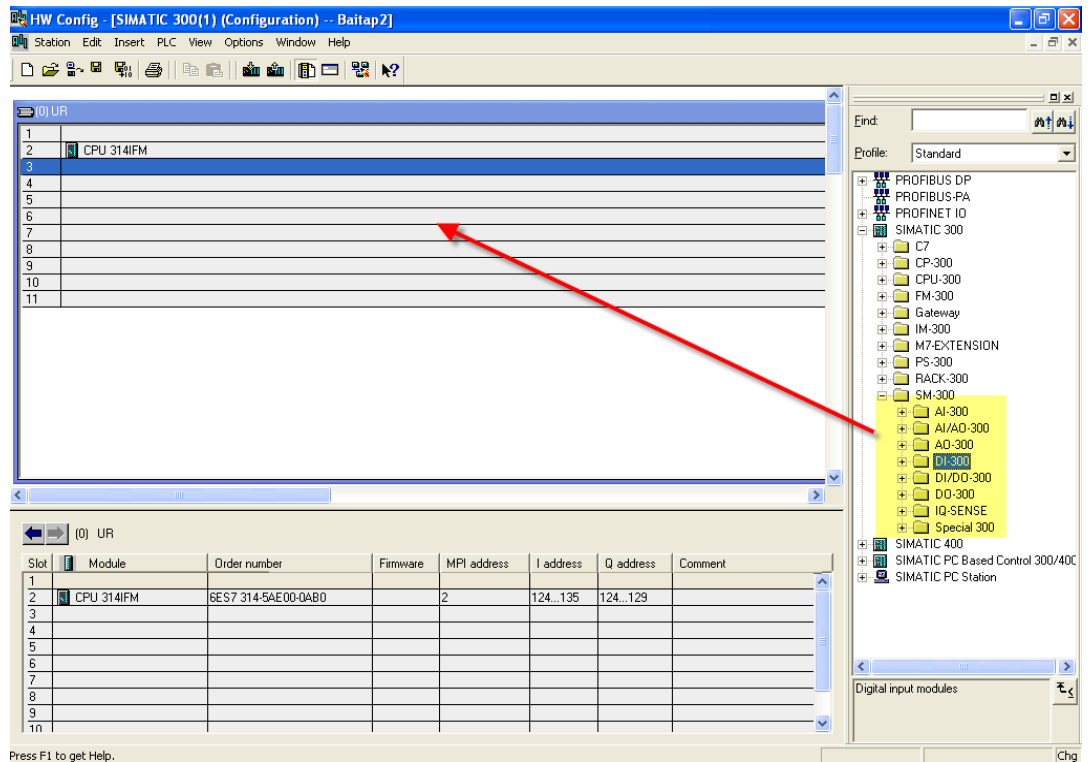 HW Config - [SIMATIC 300(1) (Configuration) -- Baitap2]
Station Edit Insert PLC View Options Window Help
(0) UR
1
2 CPU 314IFM
3
4
5
6
7
8
9
10
11
Find:
Profile: Standard
PROFIBUS DP
PROFIBUS-PA
PROFINET IO
SIMATIC 300
C7
CP-300
CPU-300
FM-300
Gateway
IM-300
M7-EXTENSION
PS-300
RACK-300
SM-300
AI-300
AI/AO-300
AO-300
DI-300
DI/DO-300
DO-300
IQ-SENSE
Special 300
SIMATIC 400
SIMATIC PC Based Control 300/400
SIMATIC PC Station
(0) UR
Slot Module Order number Firmware MPI address I address Q address Comment
1
2 CPU 314IFM 6ES7 314-5AE00-0AB0 2 124...135 124...129
3
4
5
6
7
8
9
10
Digital input modules
Press F1 to get Help.
Chg